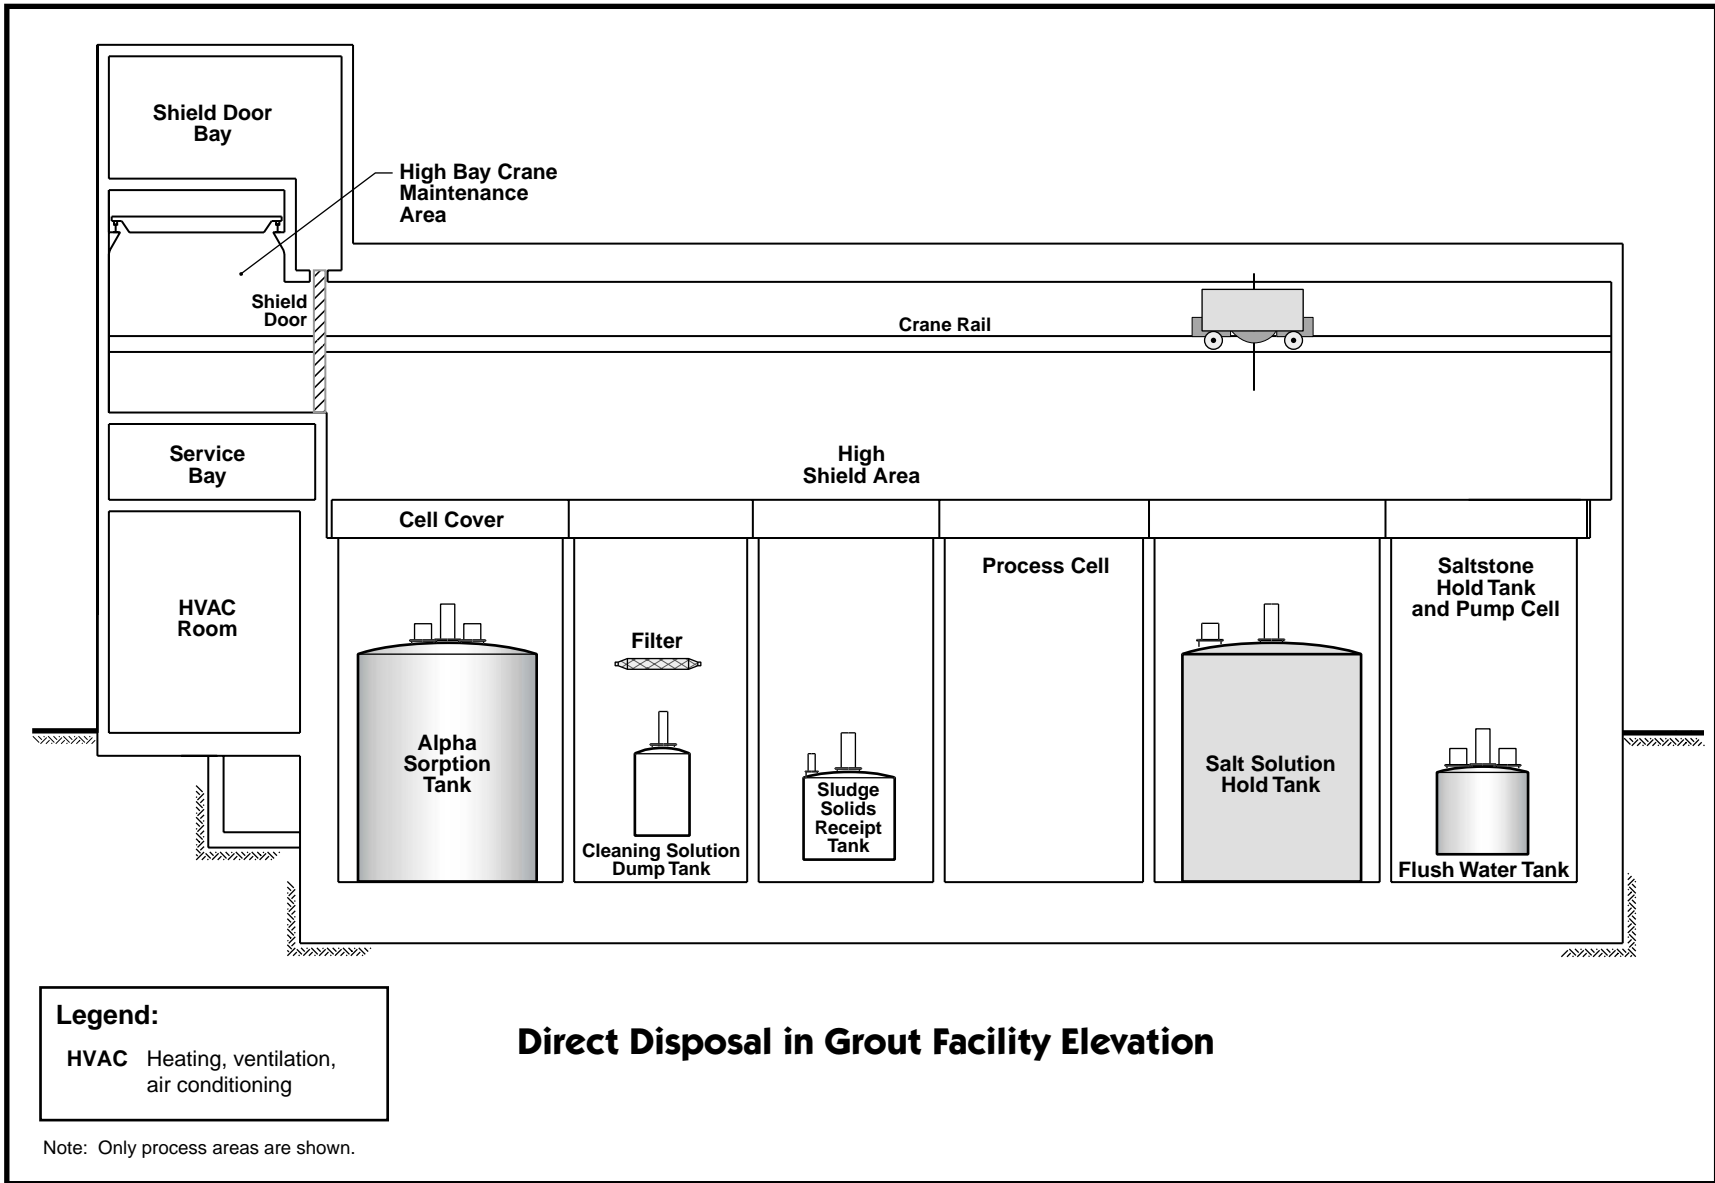 Shield Door
Bay
High Bay Crane
Maintenance
Area
Shield
Door
Crane Rail
Service
Bay
High
Shield Area
Cell Cover
HVAC
Room
Process Cell
Saltstone
Hold Tank
and Pump Cell
Filter
Alpha
Sorption
Tank
Cleaning Solution
Dump Tank
Sludge
Solids
Receipt
Tank
Salt Solution
Hold Tank
Flush Water Tank
Legend:
HVAC Heating, ventilation,
air conditioning
Direct Disposal in Grout Facility Elevation
Note: Only process areas are shown.